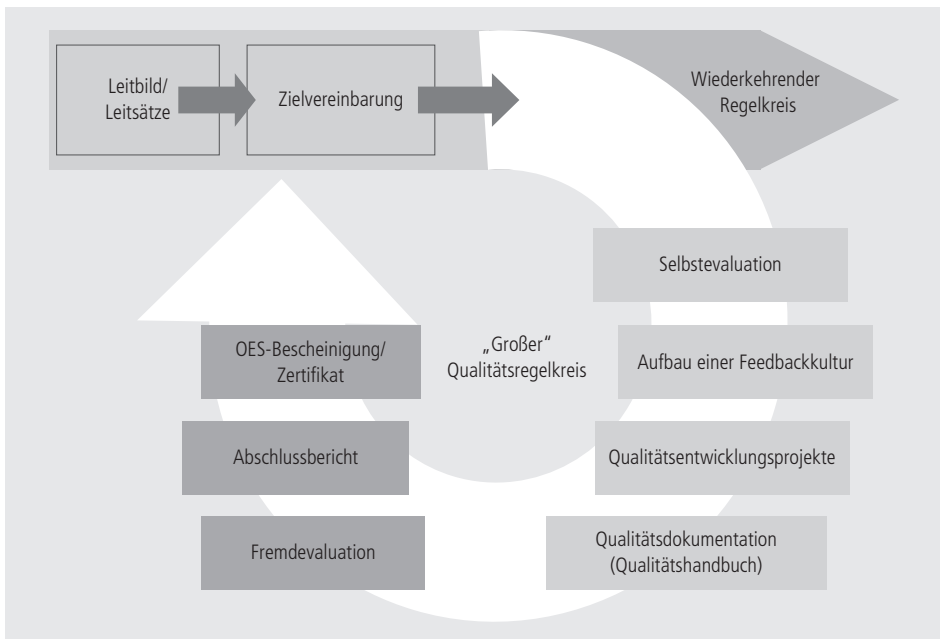 Leitbild/
Leitsätze
Zielvereinbarung
Wiederkehrender
Regelkreis
Selbstevaluation
Aufbau einer Feedbackkultur
Qualitätsentwicklungsprojekte
Qualitätsdokumentation
(Qualitätshandbuch)
Fremdevaluation
Abschlussbericht
OES-Bescheinigung/
Zertifikat
„Großer“
Qualitätsregelkreis